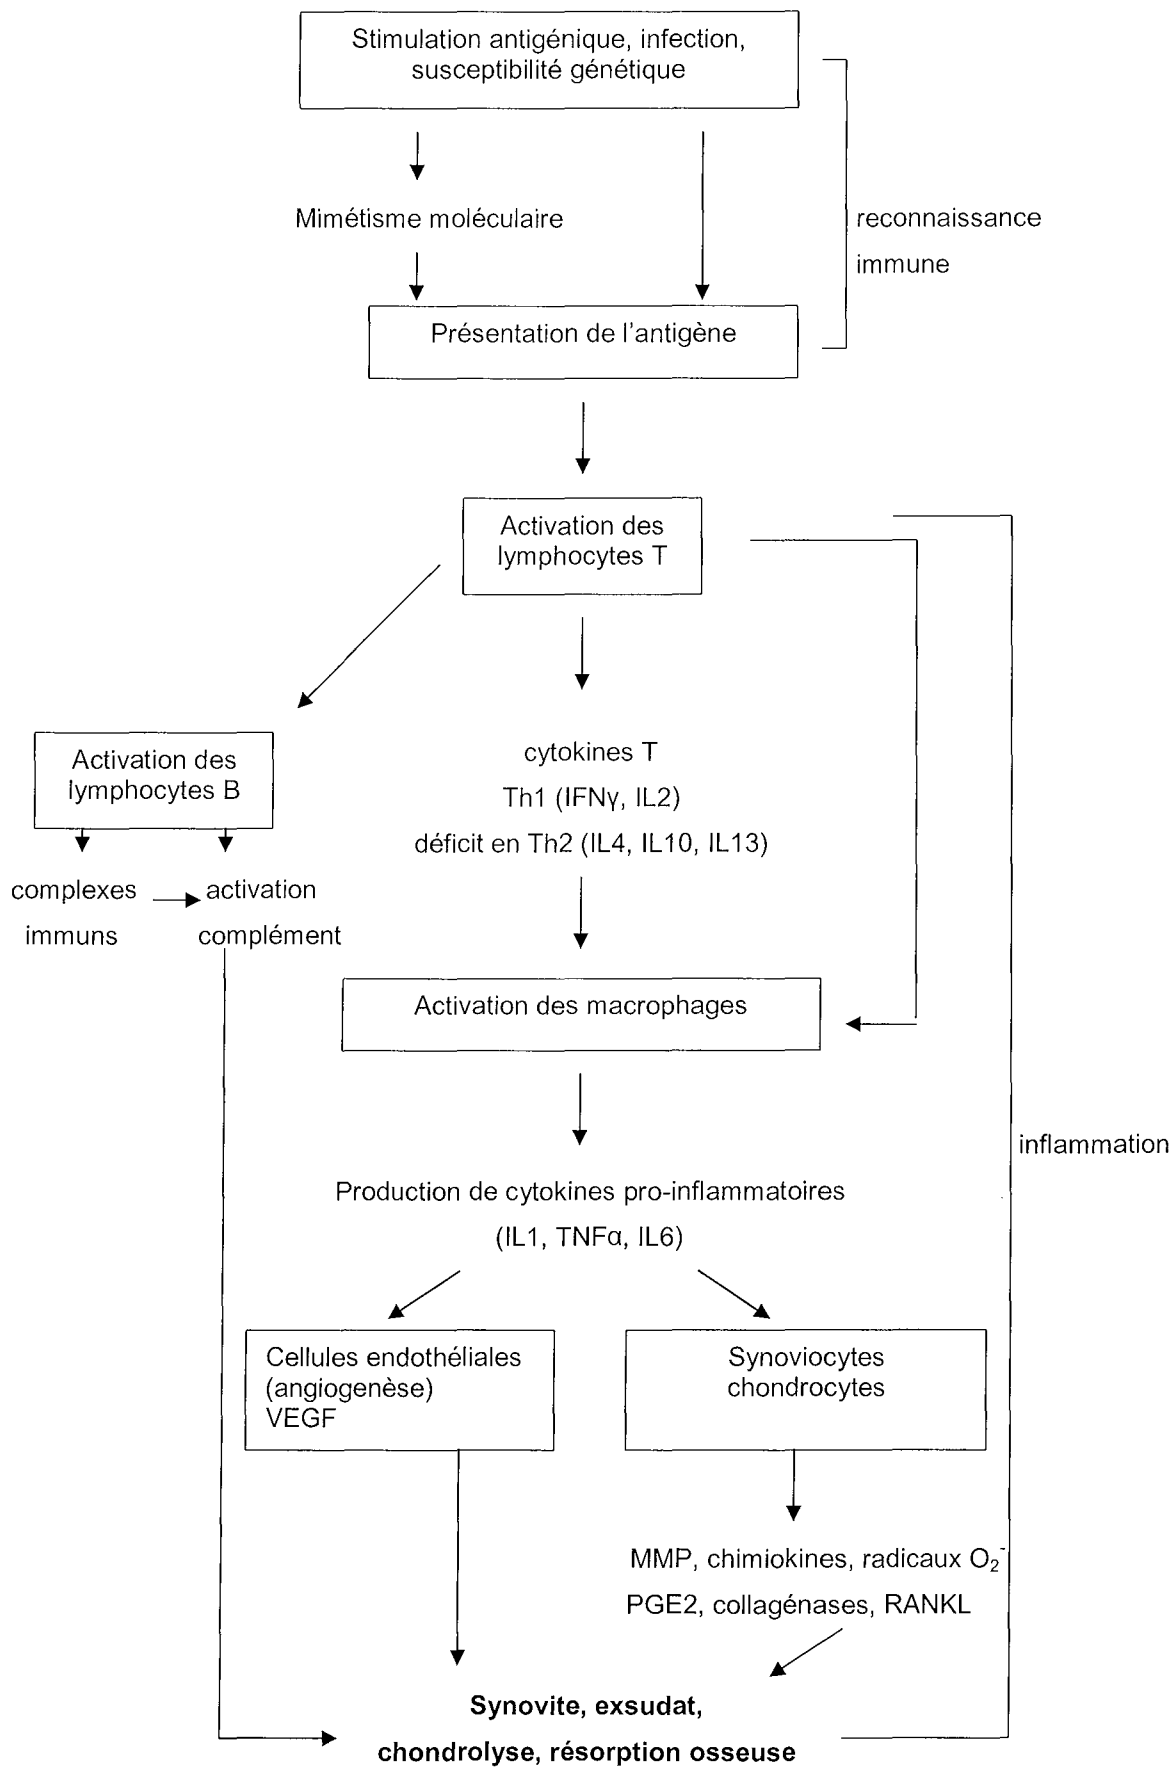 Stimulation antigénique, infection,
susceptibilité génétique
Mimétisme moléculaire
reconnaissance
immune
Présentation de l'antigène
Activation des
lymphocytes T
Activation des
lymphocytes B
cytokines T
Th1 (IFNγ, IL2)
déficit en Th2 (IL4, IL10, IL13)
complexes
immuns
activation
complément
Activation des macrophages
inflammation
Production de cytokines pro-inflammatoires
(IL1, TNFα, IL6)
Cellules endothéliales
(angiogenèse)
VEGF
Synoviocytes
chondrocytes
MMP, chimiokines, radicaux O₂⁻
PGE2, collagénases, RANKL
Synovite, exsudat,
chondrolyse, résorption osseuse